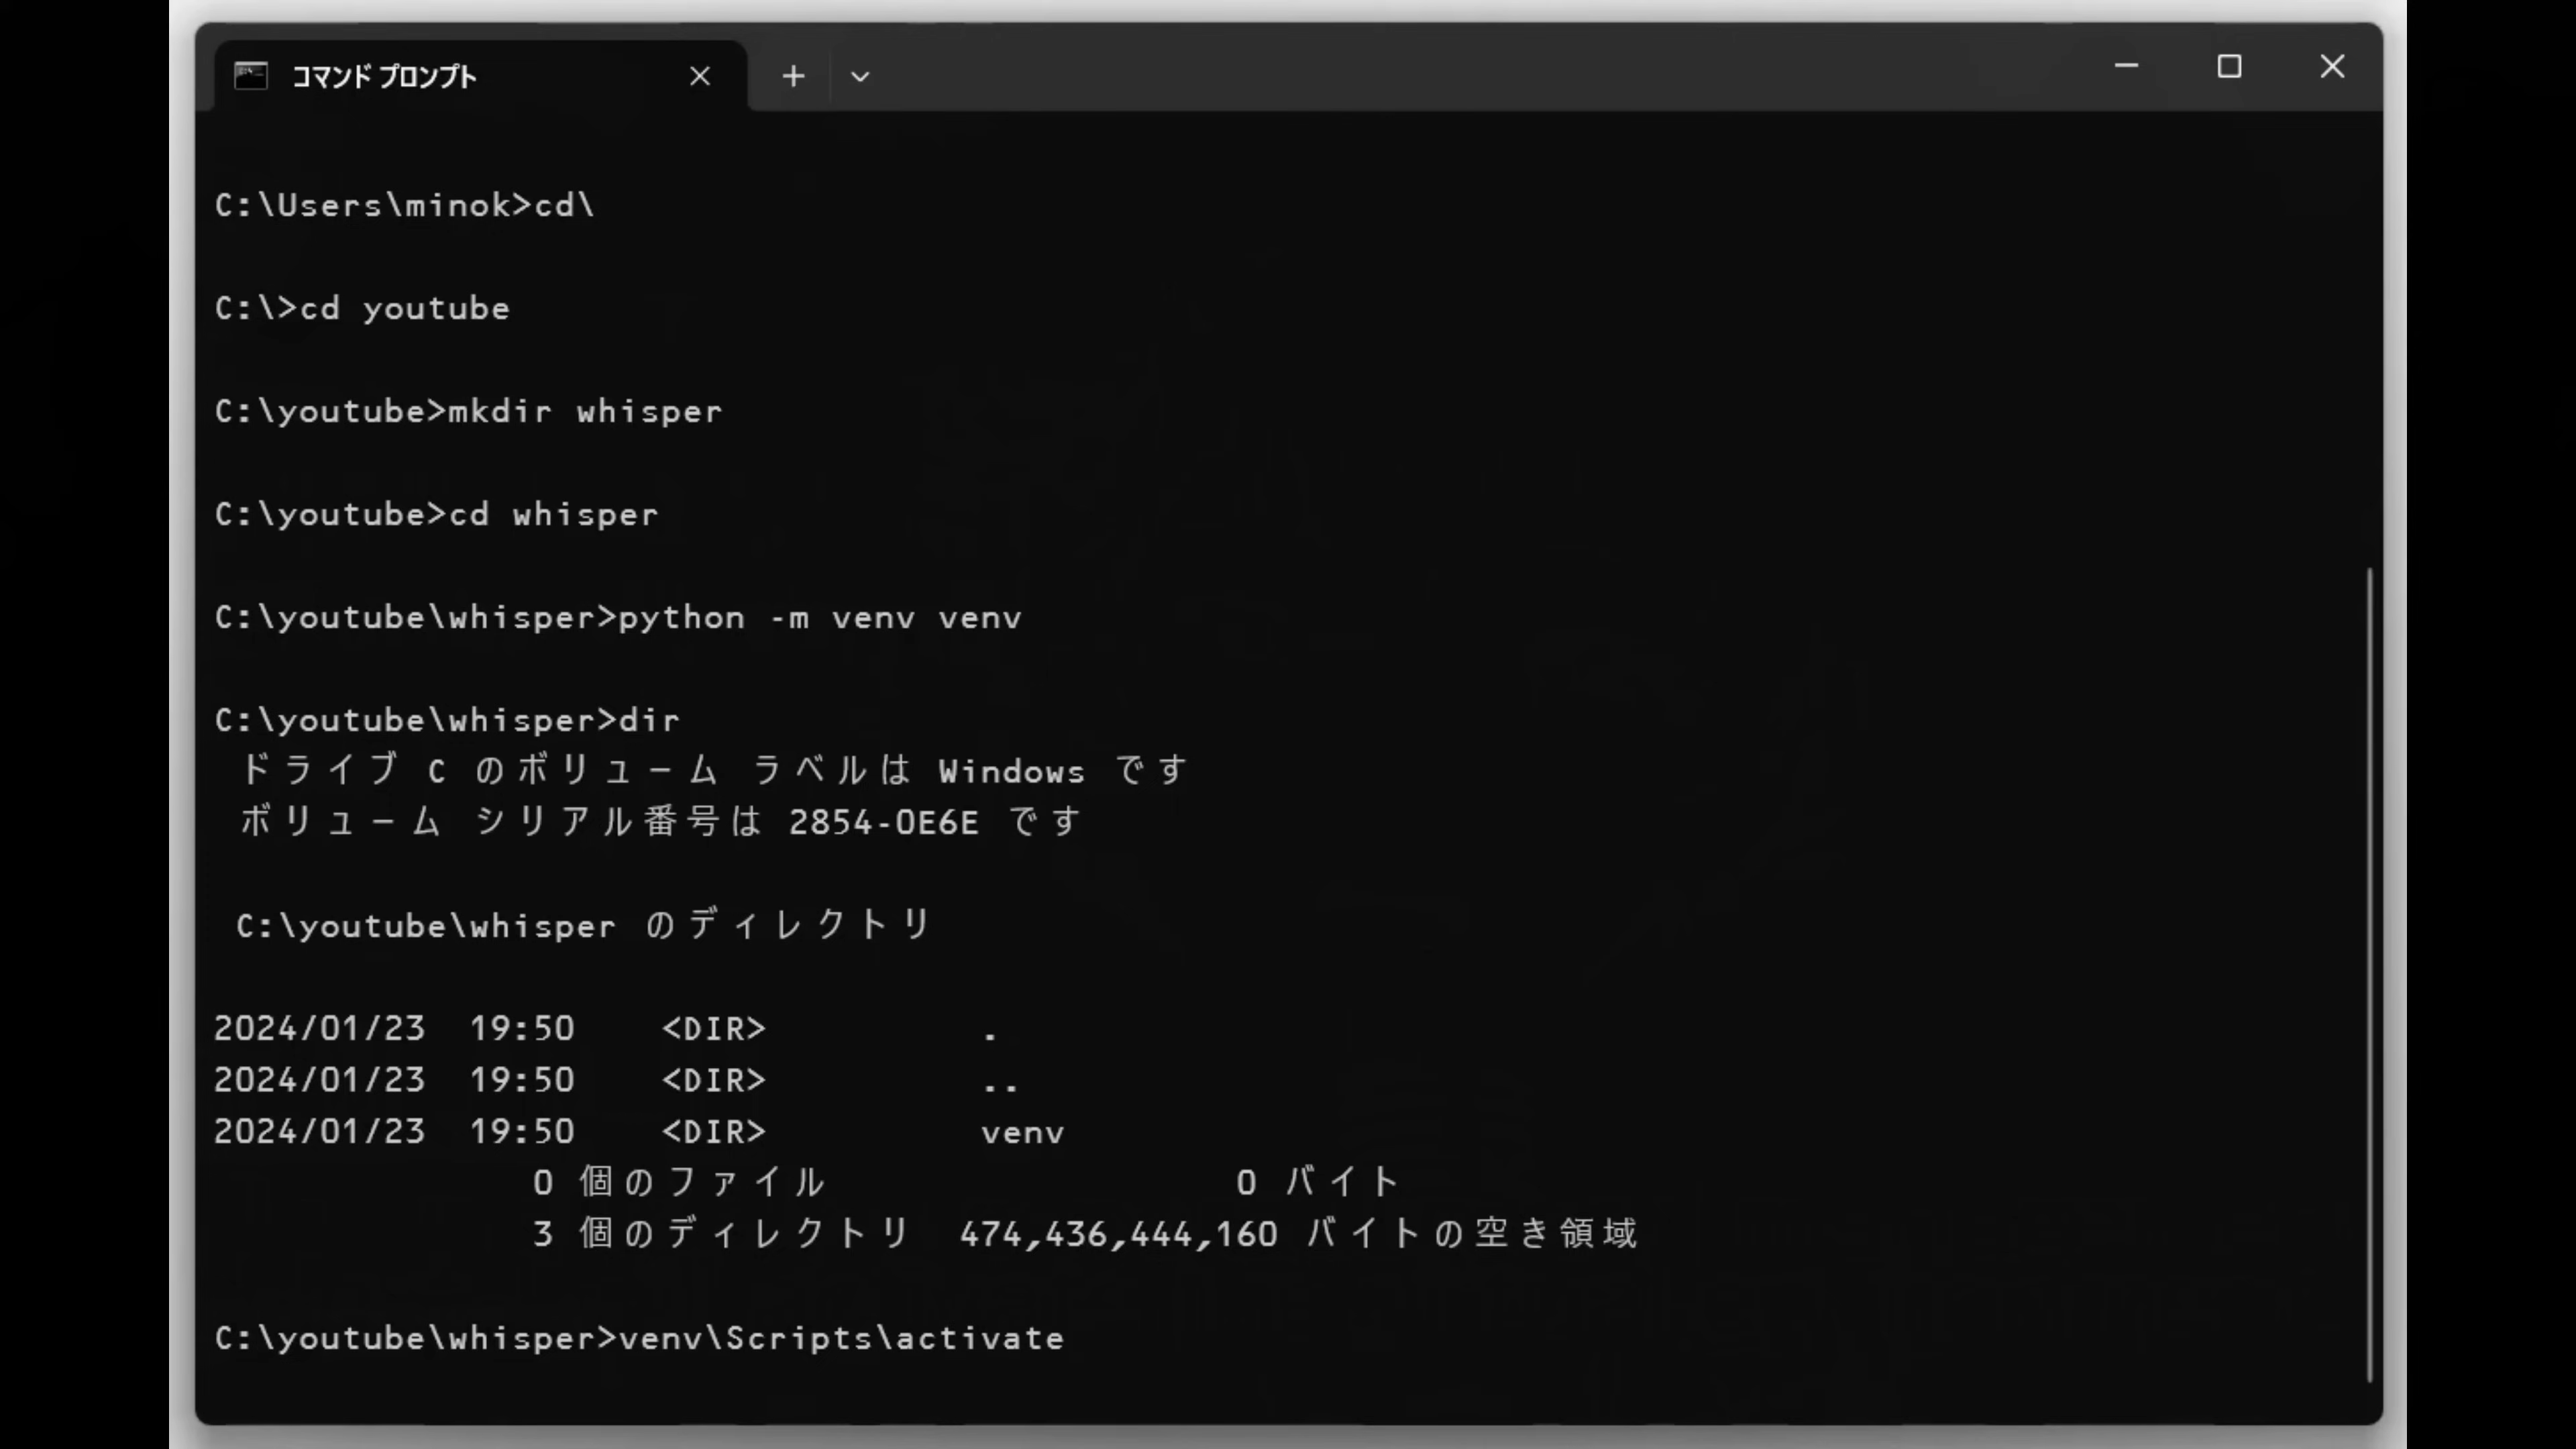 コマンド プロンプト
C:\Users\minok>cd\
C:\>cd youtube
C:\youtube>mkdir whisper
C:\youtube>cd whisper
C:\youtube\whisper>python -m venv venv
C:\youtube\whisper>dir
ドライブ C のボリューム ラベルは Windows です
ボリューム シリアル番号は 2854-0E6E です
C:\youtube\whisper のディレクトリ
2024/01/23  19:50    <DIR>          .
2024/01/23  19:50    <DIR>          ..
2024/01/23  19:50    <DIR>          venv
0 個のファイル                   0 バイト
3 個のディレクトリ  474,436,444,160 バイトの空き領域
C:\youtube\whisper>venv\Scripts\activate